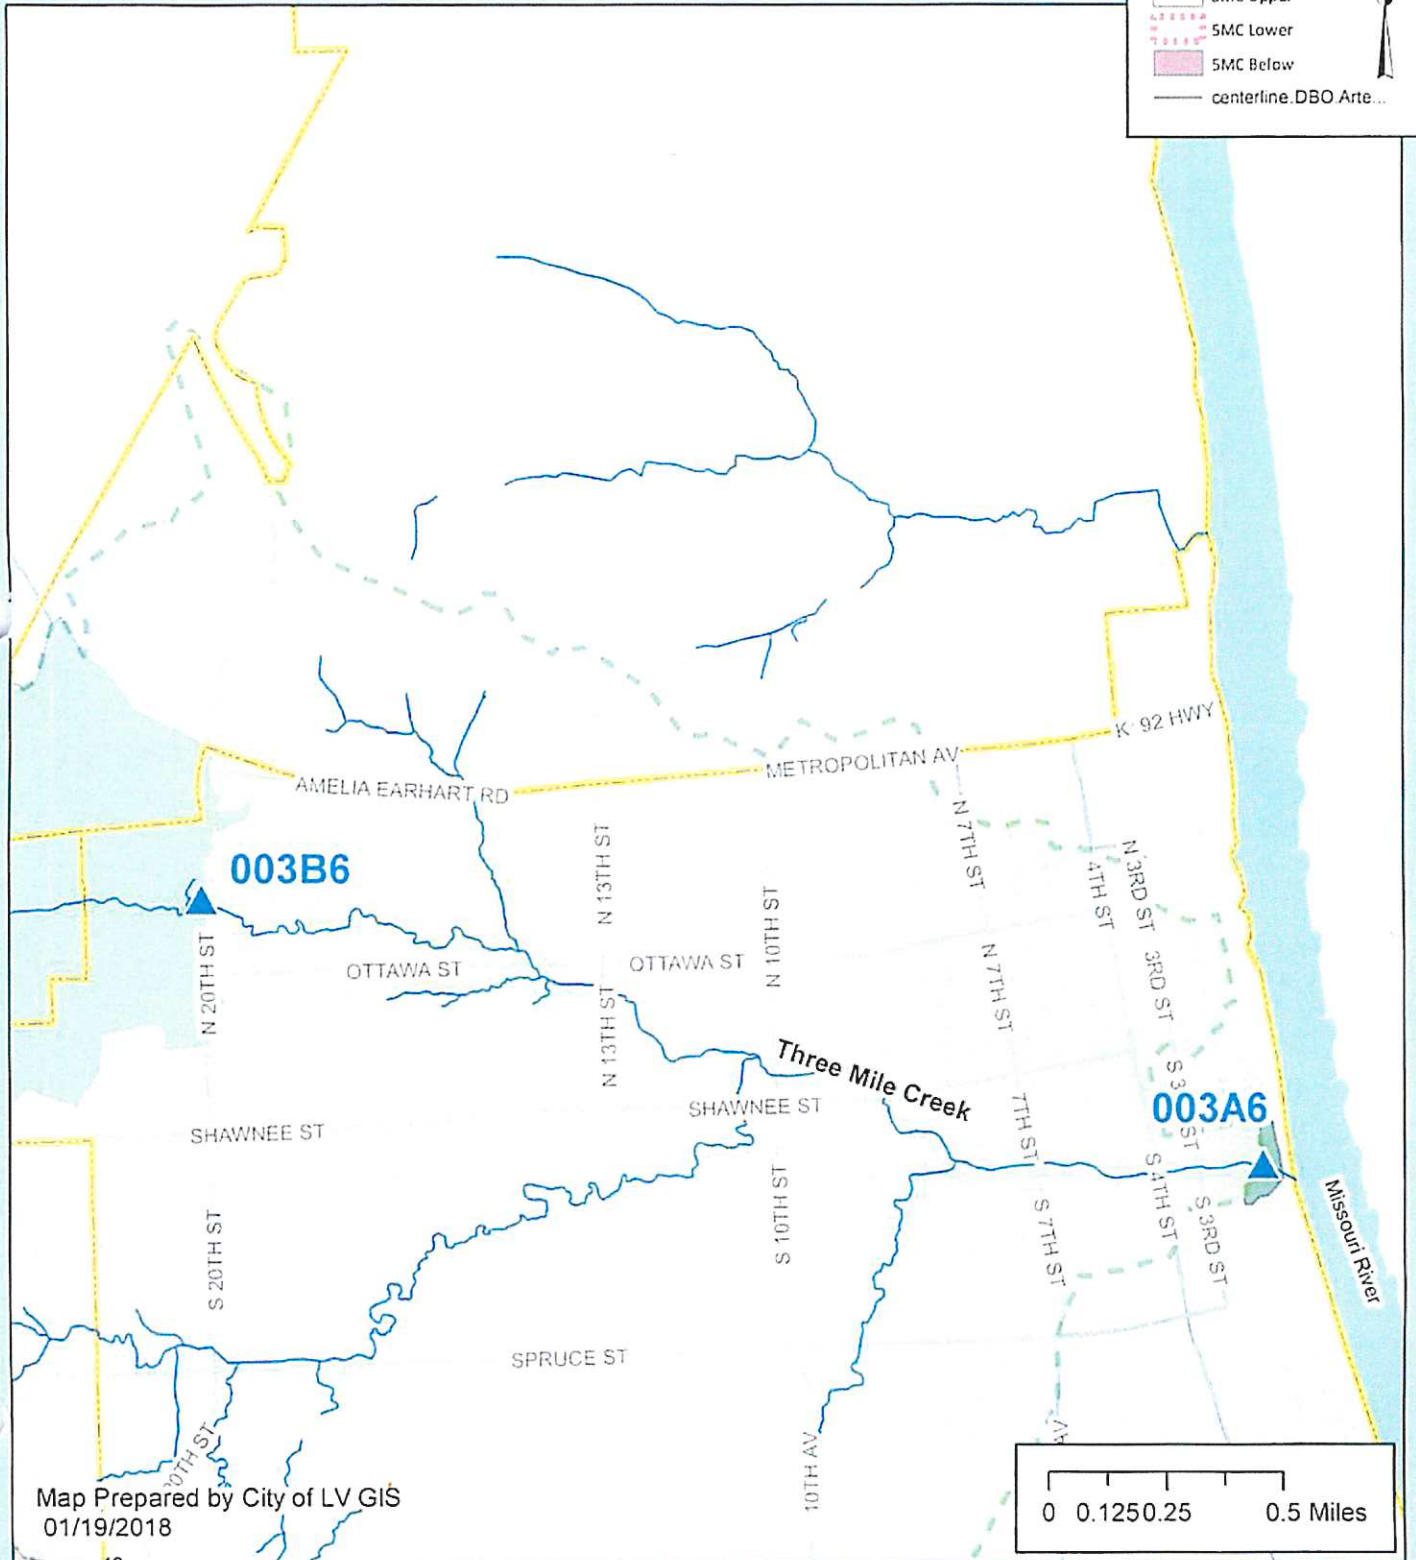 5MC Lower
5MC Below
centerline.DBO.Arte...
K 92 HWY
METROPOLITAN AV
AMELIA EARHART RD
N 7TH ST
N 13TH ST
N 3RD ST
4TH ST
003B6
N 10TH ST
N 20TH ST
OTTAWA ST
OTTAWA ST
N 7TH ST
3RD ST
N 13TH ST
Three Mile Creek
SHAWNEE ST
003A6
SHAWNEE ST
7TH ST
S 4TH ST
S 10TH ST
S 20TH ST
S 7TH ST
S 3RD ST
Missouri River
SPRUCE ST
10TH AV
AV
Map Prepared by City of LV GIS
01/19/2018
0 0.125 0.25 0.5 Miles